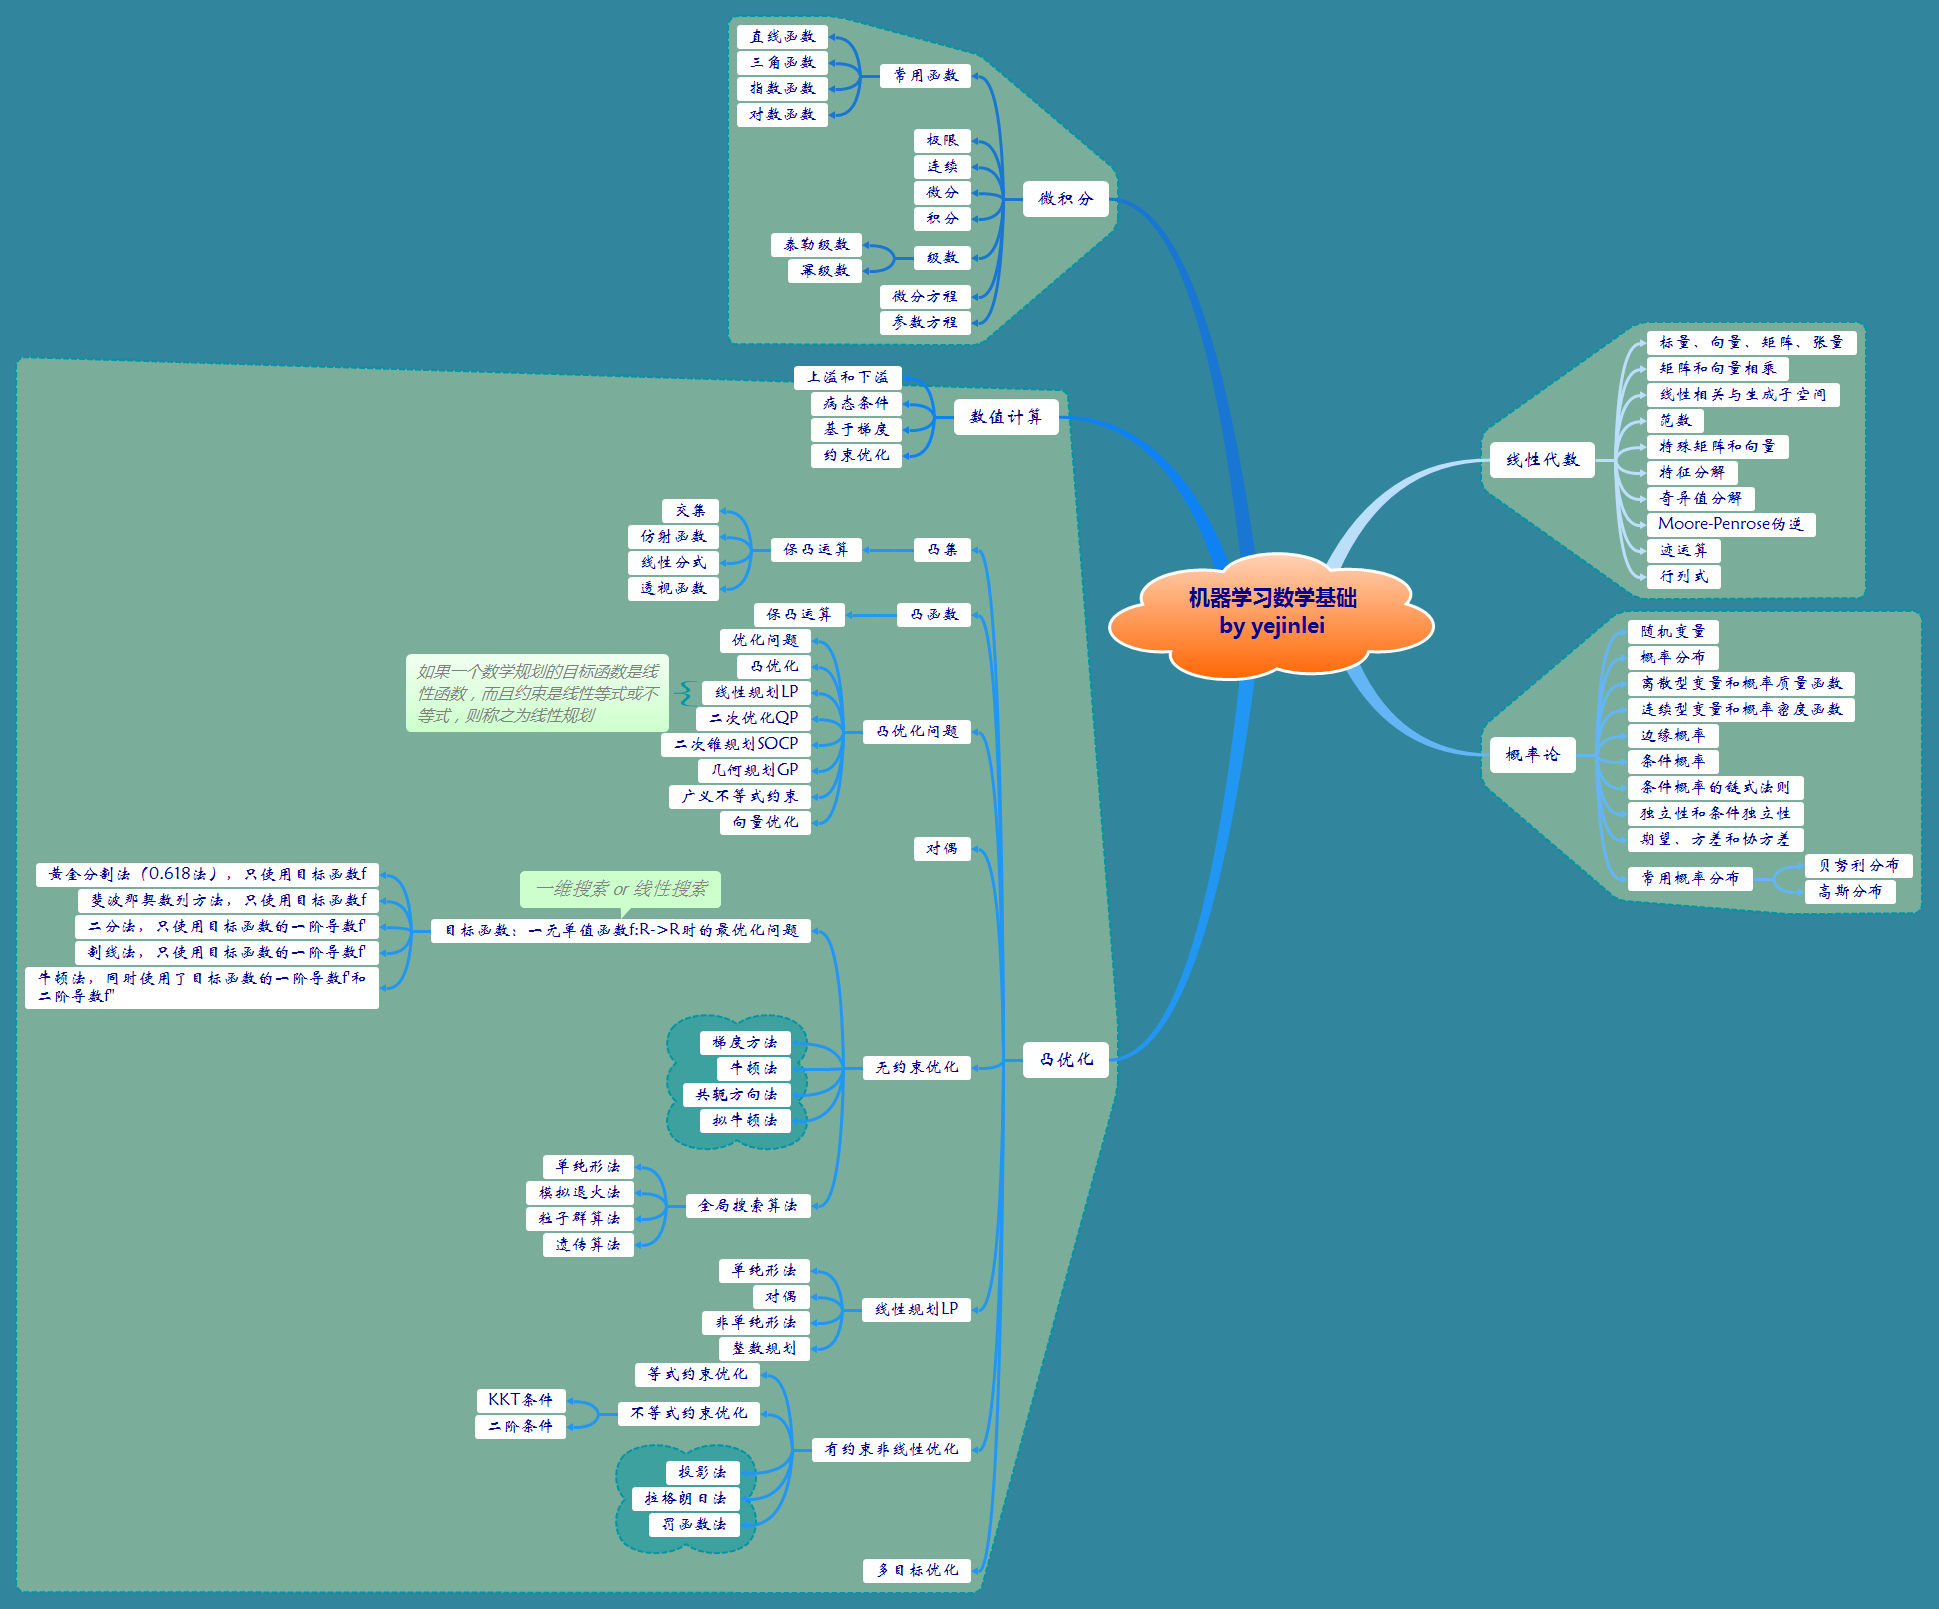 机器学习数学基础
by yejinlei
微积分
常用函数
直线函数
三角函数
指数函数
对数函数
极限
连续
微分
积分
级数
泰勒级数
幂级数
微分方程
参数方程
数值计算
上溢和下溢
病态条件
基于梯度
约束优化
凸优化
凸集
保凸运算
交集
仿射函数
线性分式
透视函数
凸函数
保凸运算
凸优化问题
优化问题
凸优化
线性规划LP
如果一个数学规划的目标函数是线
性函数，而且约束是线性等式或不
等式，则称之为线性规划
二次优化QP
二次锥规划SOCP
几何规划GP
广义不等式约束
向量优化
对偶
无约束优化
一维搜索 or 线性搜索
目标函数：一元单值函数f:R->R时的最优化问题
黄金分割法（0.618法），只使用目标函数f
斐波那契数列方法，只使用目标函数f
二分法，只使用目标函数的一阶导数f'
割线法，只使用目标函数的一阶导数f'
牛顿法，同时使用了目标函数的一阶导数f'和
二阶导数f''
梯度方法
牛顿法
共轭方向法
拟牛顿法
全局搜索算法
单纯形法
模拟退火法
粒子群算法
遗传算法
线性规划LP
单纯形法
对偶
非单纯形法
整数规划
有约束非线性优化
等式约束优化
不等式约束优化
KKT条件
二阶条件
投影法
拉格朗日法
罚函数法
多目标优化
线性代数
标量、向量、矩阵、张量
矩阵和向量相乘
线性相关与生成子空间
范数
特殊矩阵和向量
特征分解
奇异值分解
Moore-Penrose伪逆
迹运算
行列式
概率论
随机变量
概率分布
离散型变量和概率质量函数
连续型变量和概率密度函数
边缘概率
条件概率
条件概率的链式法则
独立性和条件独立性
期望、方差和协方差
常用概率分布
贝努利分布
高斯分布